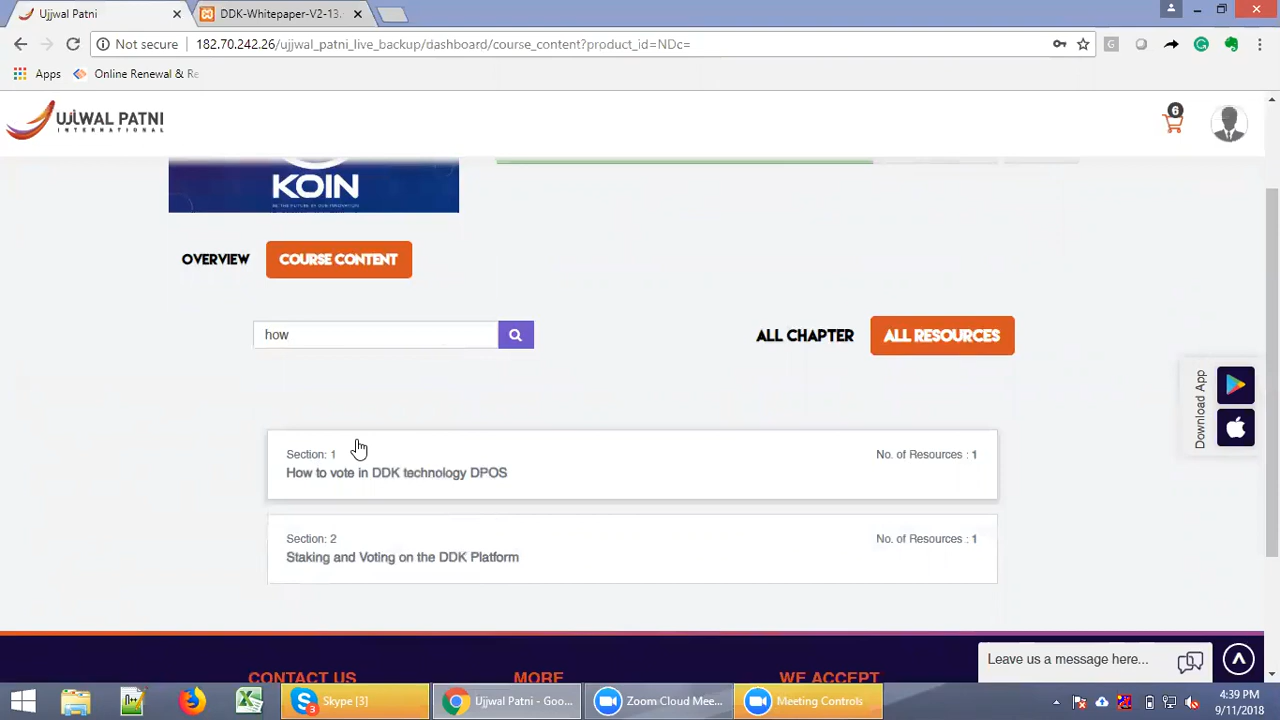 Ujjwal Patni
DDK-Whitepaper-V2-13.
Not secure
182.70.242.26/ujjwal_patni_live_backup/dashboard/course_content?product_id=NDc=
Apps
Online Renewal & Re
UJJWAL PATNI
INTERNATIONAL
6
KOIN
OVERVIEW
COURSE CONTENT
how
ALL CHAPTER
ALL RESOURCES
Download App
Section: 1
No. of Resources : 1
How to vote in DDK technology DPOS
Section: 2
No. of Resources : 1
Staking and Voting on the DDK Platform
CONTACT US
MORE
WE ACCEPT
Leave us a message here...
Skype [3]
3
Ujjwal Patni - Goo...
Zoom Cloud Mee...
Meeting Controls
4:39 PM
9/11/2018